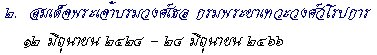 ๒. สมเด็จพระเจ้าบรมวงศ์เธอ กรมพระยาเทวะวงศ์วโรปการ
๑๒ มิถุนายน ๒๔๒๘ - ๒๘ มิถุนายน ๒๔๖๖